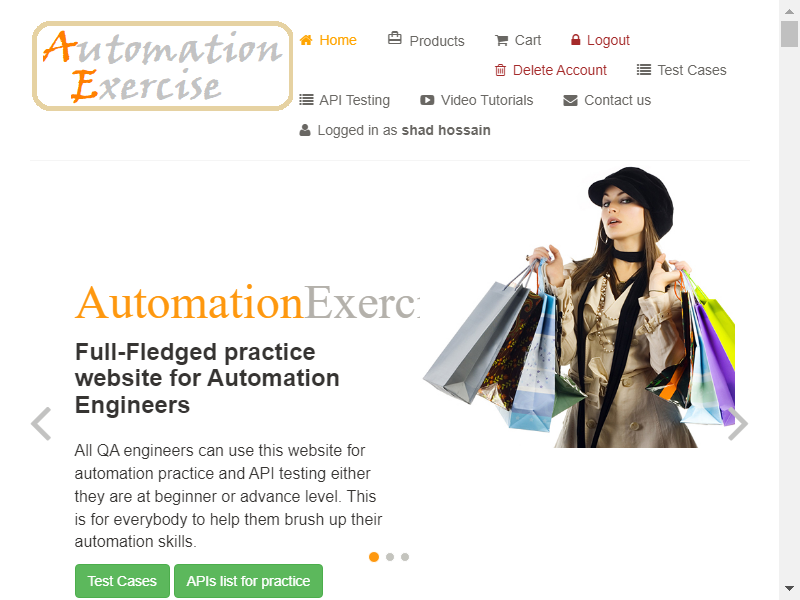 Automation
Exercise
Home
Products
Cart
Logout
Delete Account
Test Cases
API Testing
Video Tutorials
Contact us
Logged in as shad hossain
AutomationExerci
Full-Fledged practice
website for Automation
Engineers
All QA engineers can use this website for
automation practice and API testing either
they are at beginner or advance level. This
is for everybody to help them brush up their
automation skills.
Test Cases
APIs list for practice